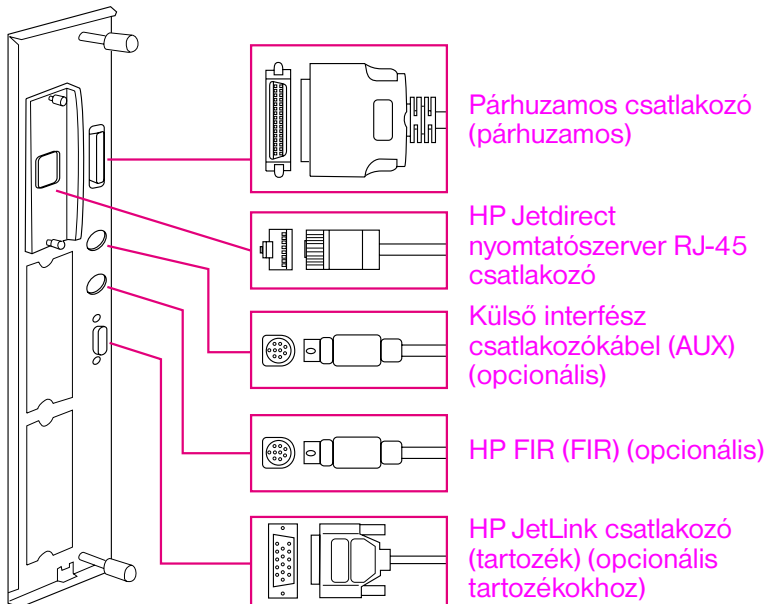 Párhuzamos csatlakozó
(párhuzamos)
HP Jetdirect
nyomtatószerver RJ-45
csatlakozó
Külső interfész
csatlakozókábel (AUX)
(opcionális)
HP FIR (FIR) (opcionális)
HP JetLink csatlakozó
(tartozék) (opcionális
tartozékokhoz)